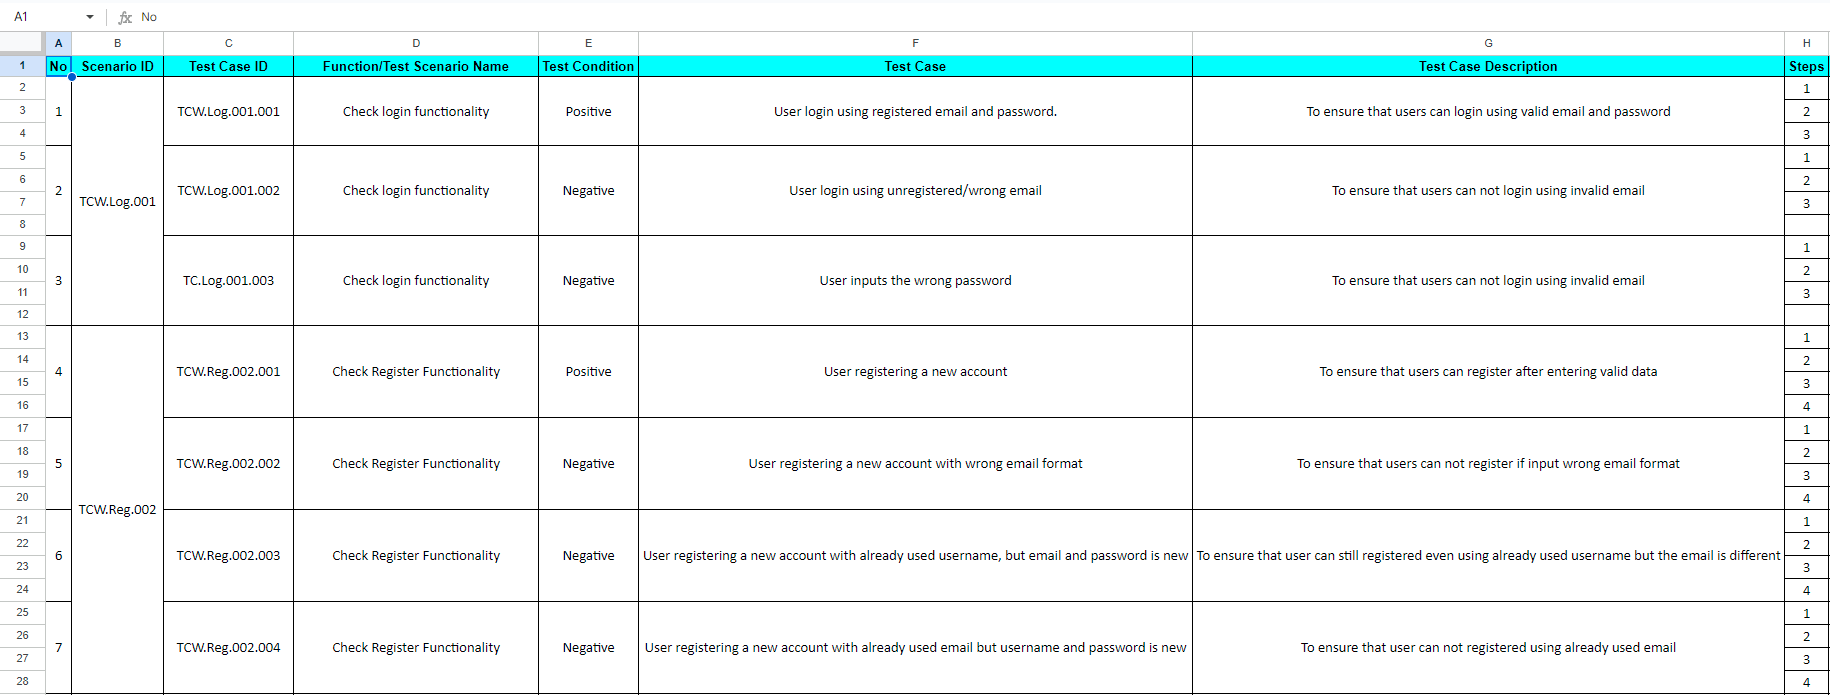 A1 fx No
A B C D E F G H
1 No Scenario ID Test Case ID Function/Test Scenario Name Test Condition Test Case Test Case Description Steps
2 1
3 1 TCW.Log.001.001 Check login functionality Positive User login using registered email and password. To ensure that users can login using valid email and password 2
4 3
5 1
6 2 TCW.Log.001.002 Check login functionality Negative User login using unregistered/wrong email To ensure that users can not login using invalid email 2
7 TCW.Log.001 3
8
9 1
10 2
3 TC.Log.001.003 Check login functionality Negative User inputs the wrong password To ensure that users can not login using invalid email
11 3
12
13 1
14 2
4 TCW.Reg.002.001 Check Register Functionality Positive User registering a new account To ensure that users can register after entering valid data
15 3
16 4
17 1
18 2
5 TCW.Reg.002.002 Check Register Functionality Negative User registering a new account with wrong email format To ensure that users can not register if input wrong email format
19 3
20 4
TCW.Reg.002
21 1
22 2
6 TCW.Reg.002.003 Check Register Functionality Negative User registering a new account with already used username, but email and password is new To ensure that user can still registered even using already used username but the email is different
23 3
24 4
25 1
26 2
7 TCW.Reg.002.004 Check Register Functionality Negative User registering a new account with already used email but username and password is new To ensure that user can not registered using already used email
27 3
28 4